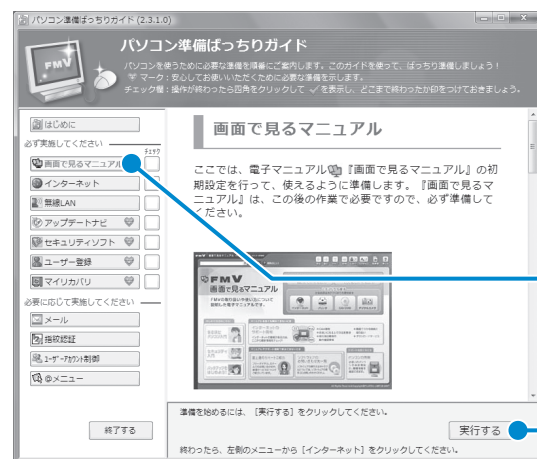 パソコン準備ばっちりガイド (2.3.1.0)
FMV
パソコン準備ばっちりガイド
パソコンを使うために必要な準備を順番にご案内します。このガイドを使って、ばっちり準備しましょう！
マーク：安心してお使いいただくために必要な準備を示します。
チェック欄：操作が終わったら四角をクリックして ✓を表示し、どこまで終わったか印をつけておきましょう。
はじめに
必ず実施してください
チェック
画面で見るマニュアル
インターネット
無線LAN
アップデートナビ
セキュリティソフト
ユーザー登録
マイリカバリ
必要に応じて実施してください
メール
指紋認証
ユーザーアカウント制御
@メニュー
終了する
画面で見るマニュアル
ここでは、電子マニュアル『画面で見るマニュアル』の初
期設定を行って、使えるように準備します。『画面で見るマ
ニュアル』は、この後の作業で必要ですので、必ず準備して
ください。
FMV
画面で見るマニュアル
準備を始めるには、［実行する］をクリックしてください。
実行する
終わったら、左側のメニューから［インターネット］をクリックしてください。